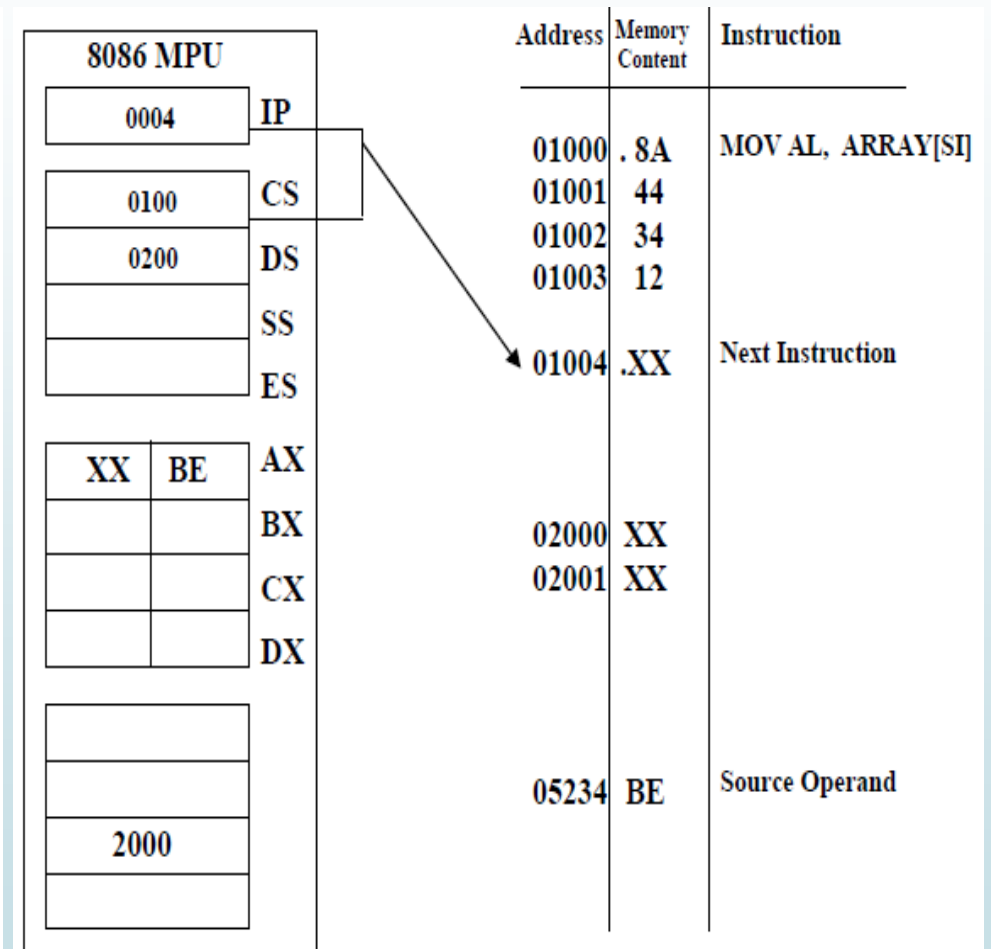 8086 MPU
0004 IP
0100 CS
0200 DS
SS
ES
XX BE AX
BX
CX
DX
2000
Address Memory Content Instruction
01000 . 8A MOV AL, ARRAY[SI]
01001 44
01002 34
01003 12
01004 .XX Next Instruction
02000 XX
02001 XX
05234 BE Source Operand